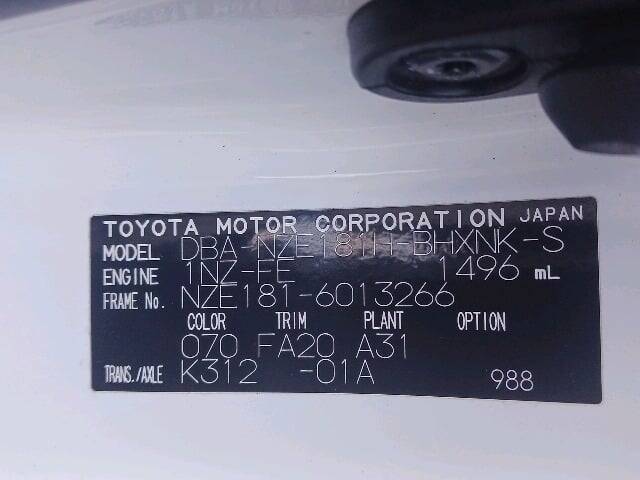 TOYOTA MOTOR CORPORATION JAPAN
MODEL DBA-NZE181H-BHXNK-S
ENGINE 1NZ-FE 1496 mL
FRAME No. NZE181-6013266
COLOR TRIM PLANT OPTION
070 FA20 A31
TRANS./AXLE K312 -01A 988